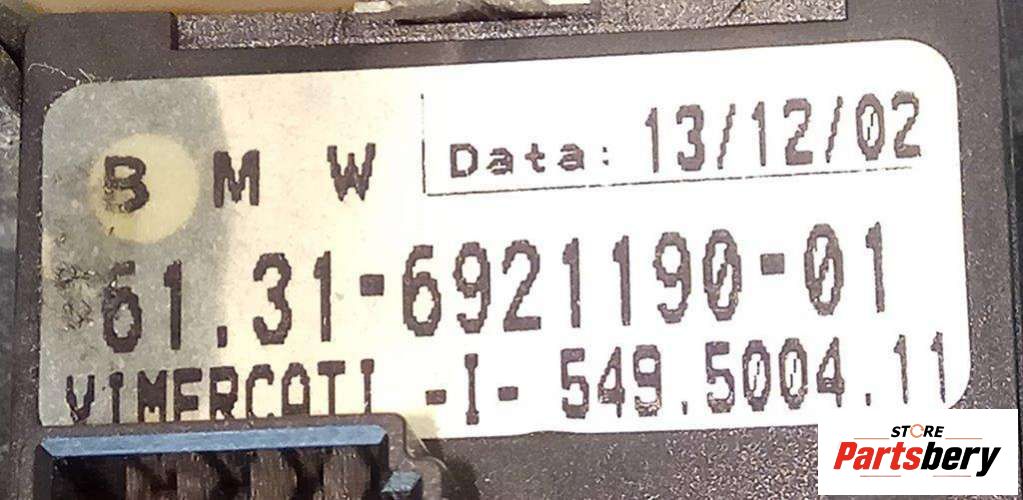 B M W Data: 13/12/02
61.31-6921190-01
VIMERCATI -I- 549.5004.11
STORE
Partsbery